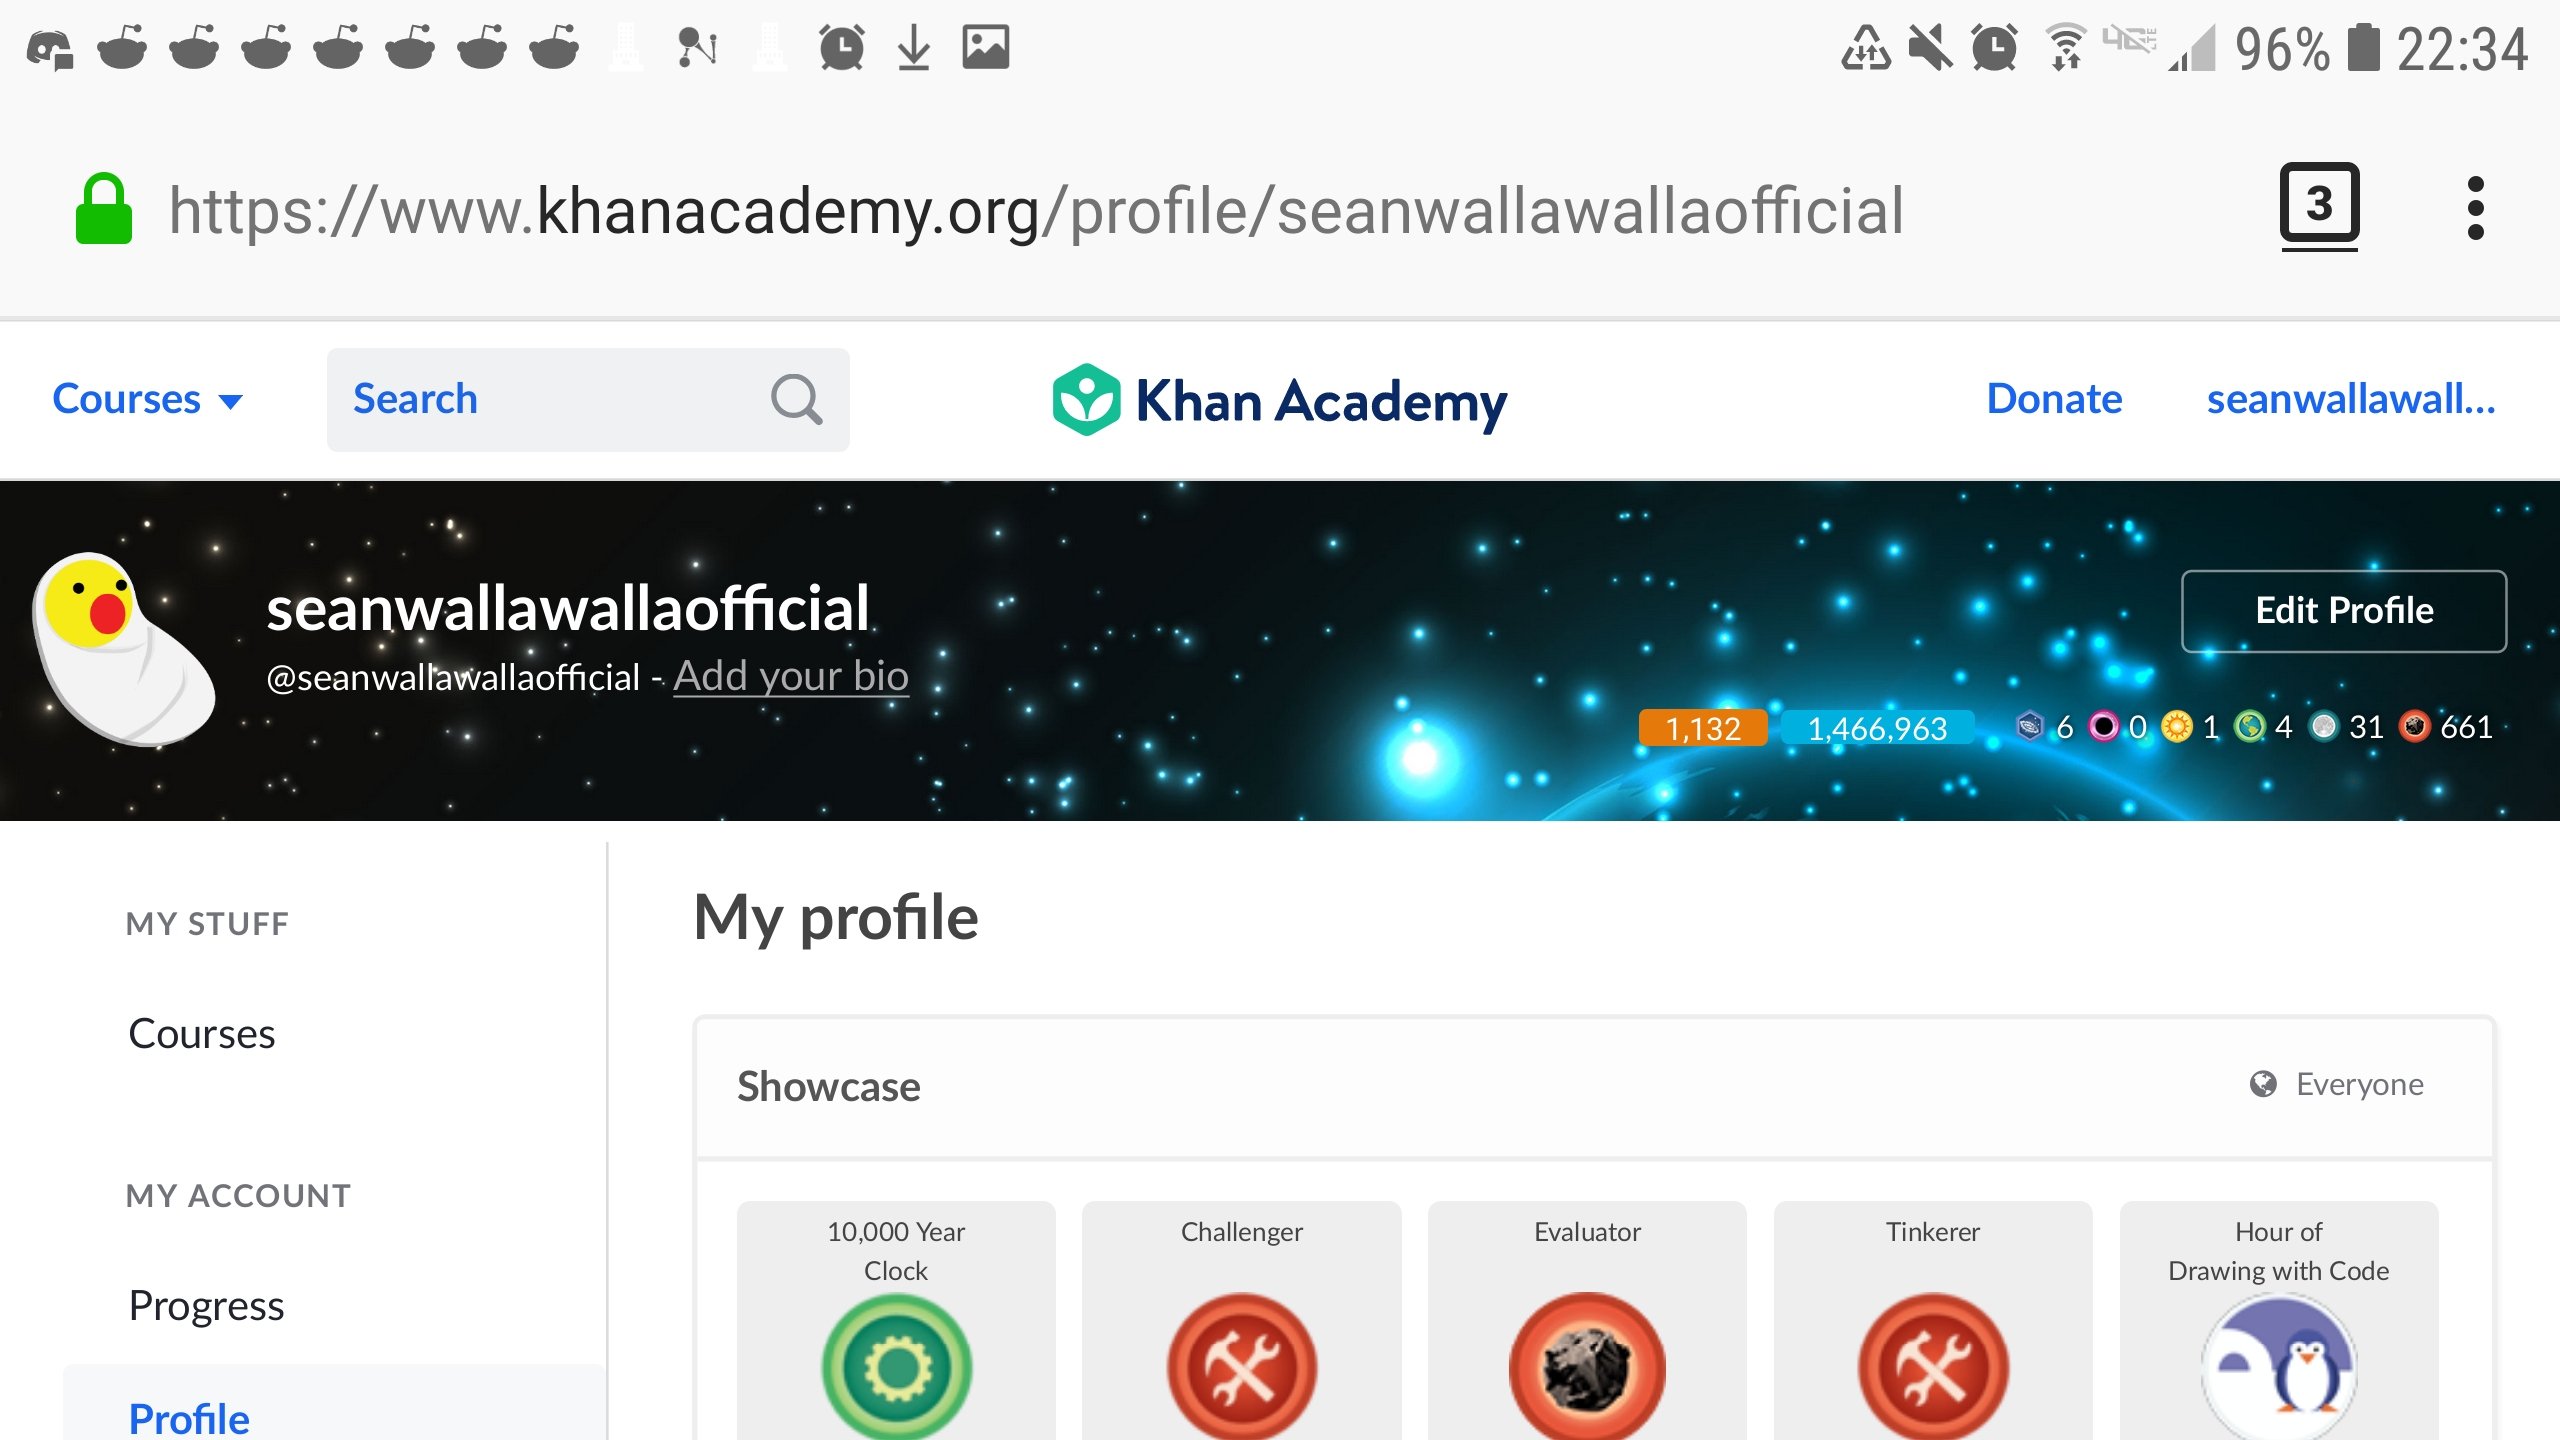 96% 22:34
https://www.khanacademy.org/profile/seanwallawallaofficial 3
Courses Search Khan Academy Donate seanwallawall...
seanwallawallaofficial
Edit Profile
@seanwallawallaofficial - Add your bio
1,132 1,466,963 6 0 1 4 31 661
My profile
MY STUFF
Courses
MY ACCOUNT
Progress
Profile
Showcase Everyone
10,000 Year
Clock
Challenger
Evaluator
Tinkerer
Hour of
Drawing with Code